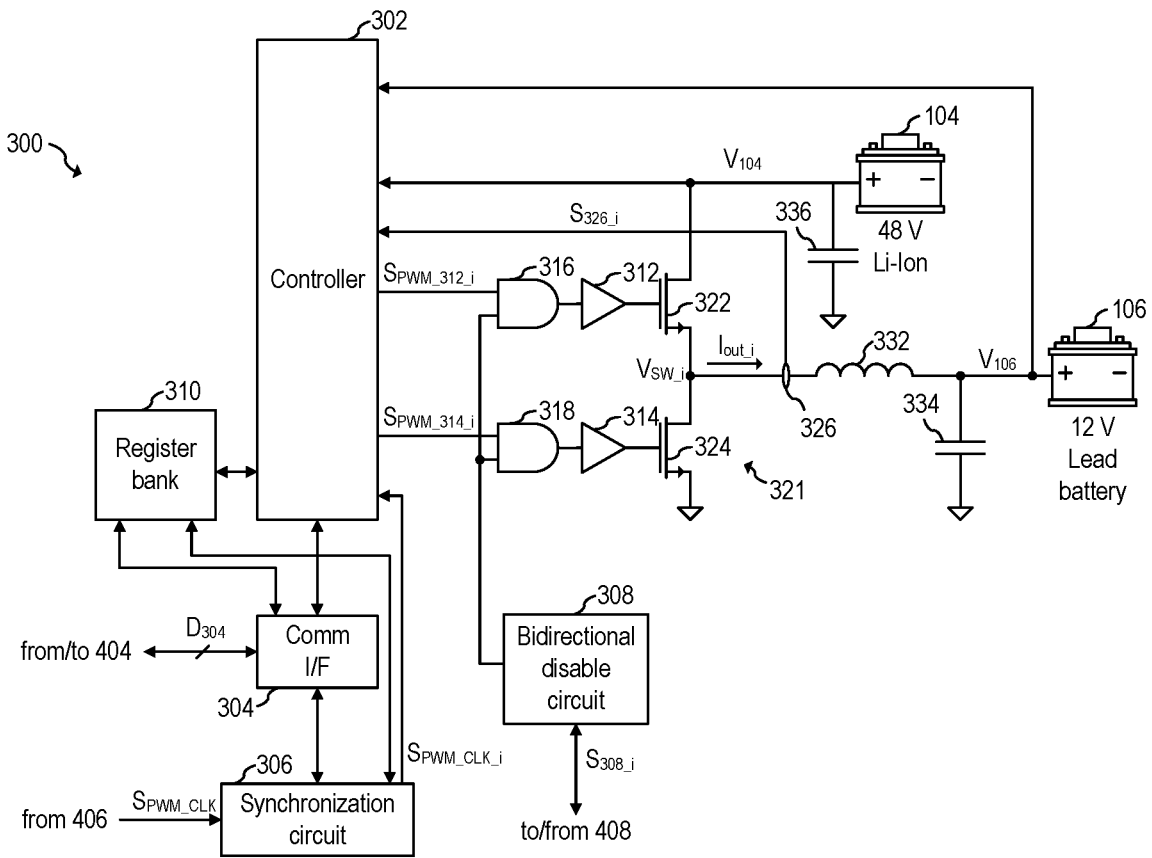 302
300
104
V104
+ −
S326_i
336
48 V
Li-Ion
Controller
SPWM_312_i
316
312
322
106
Iout_i
332
V106
+ −
VSW_i
326
310
Register
bank
SPWM_314_i
318
314
324
334
12 V
Lead
battery
321
308
Bidirectional
disable
circuit
D304
from/to 404
Comm
I/F
304
306
SPWM_CLK_i
S308_i
SPWM_CLK
from 406
Synchronization
circuit
to/from 408